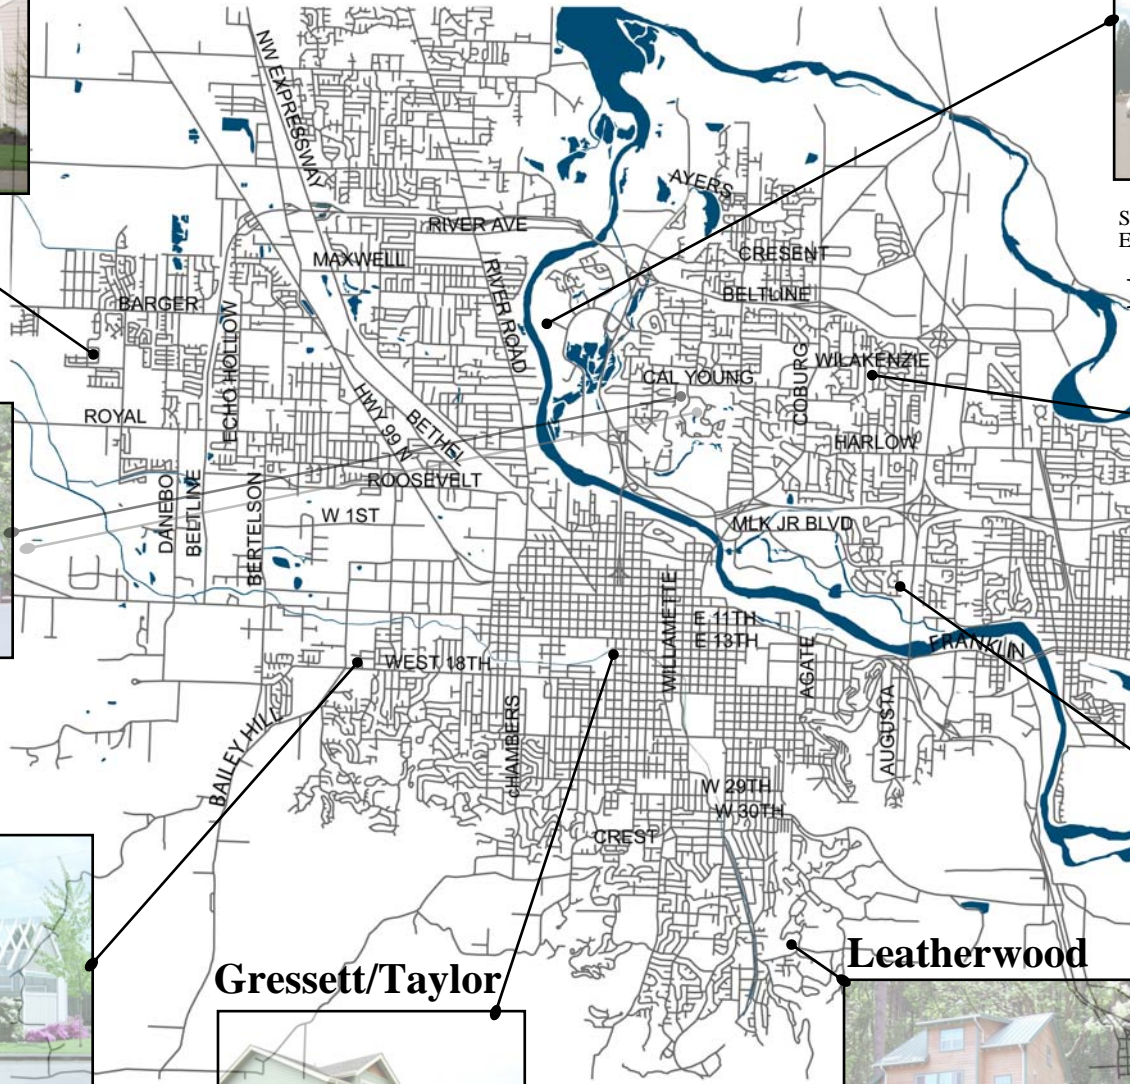 NW EXPRESSWAY
AYERS
S
E
RIVER AVE
MAXWELL
CRESENT
RIVER ROAD
BELTLINE
BARGER
ECHO HOLLOW
WILAKENZIE
CAL YOUNG
COBURG
ROYAL
HWY 99 N
BETHEL
HARLOW
ROOSEVELT
DANEBO
BELTLINE
BERTELSON
W 1ST
MLK JR BLVD
WILLAMETTE
E 11TH
E 13TH
FRANKLIN
WEST 18TH
AGATE
AUGUSTA
CHAMBERS
BAILEY HILL
W 29TH
W 30TH
CREST
Gressett/Taylor
Leatherwood